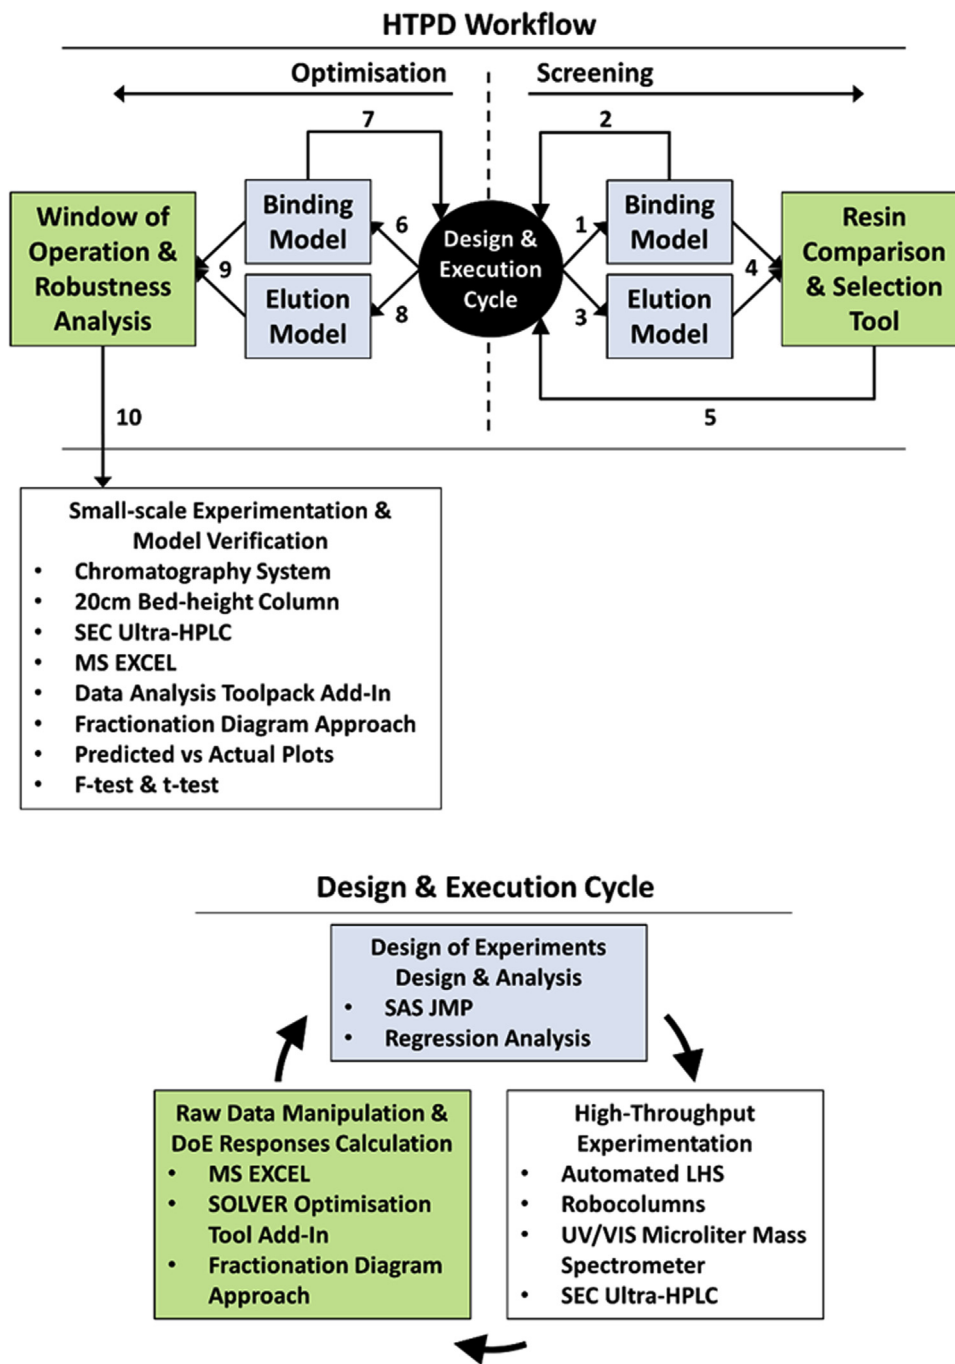 HTPD Workflow
Optimisation
Screening
7
2
Window of
Operation &
Robustness
Analysis
Binding
Model
Elution
Model
9
6
8
Design &
Execution
Cycle
1
3
Binding
Model
Elution
Model
4
Resin
Comparison
& Selection
Tool
5
10
Small-scale Experimentation &
Model Verification
• Chromatography System
• 20cm Bed-height Column
• SEC Ultra-HPLC
• MS EXCEL
• Data Analysis Toolpack Add-In
• Fractionation Diagram Approach
• Predicted vs Actual Plots
• F-test & t-test
Design & Execution Cycle
Design of Experiments
Design & Analysis
• SAS JMP
• Regression Analysis
Raw Data Manipulation &
DoE Responses Calculation
• MS EXCEL
• SOLVER Optimisation
Tool Add-In
• Fractionation Diagram
Approach
High-Throughput
Experimentation
• Automated LHS
• Robocolumns
• UV/VIS Microliter Mass
Spectrometer
• SEC Ultra-HPLC